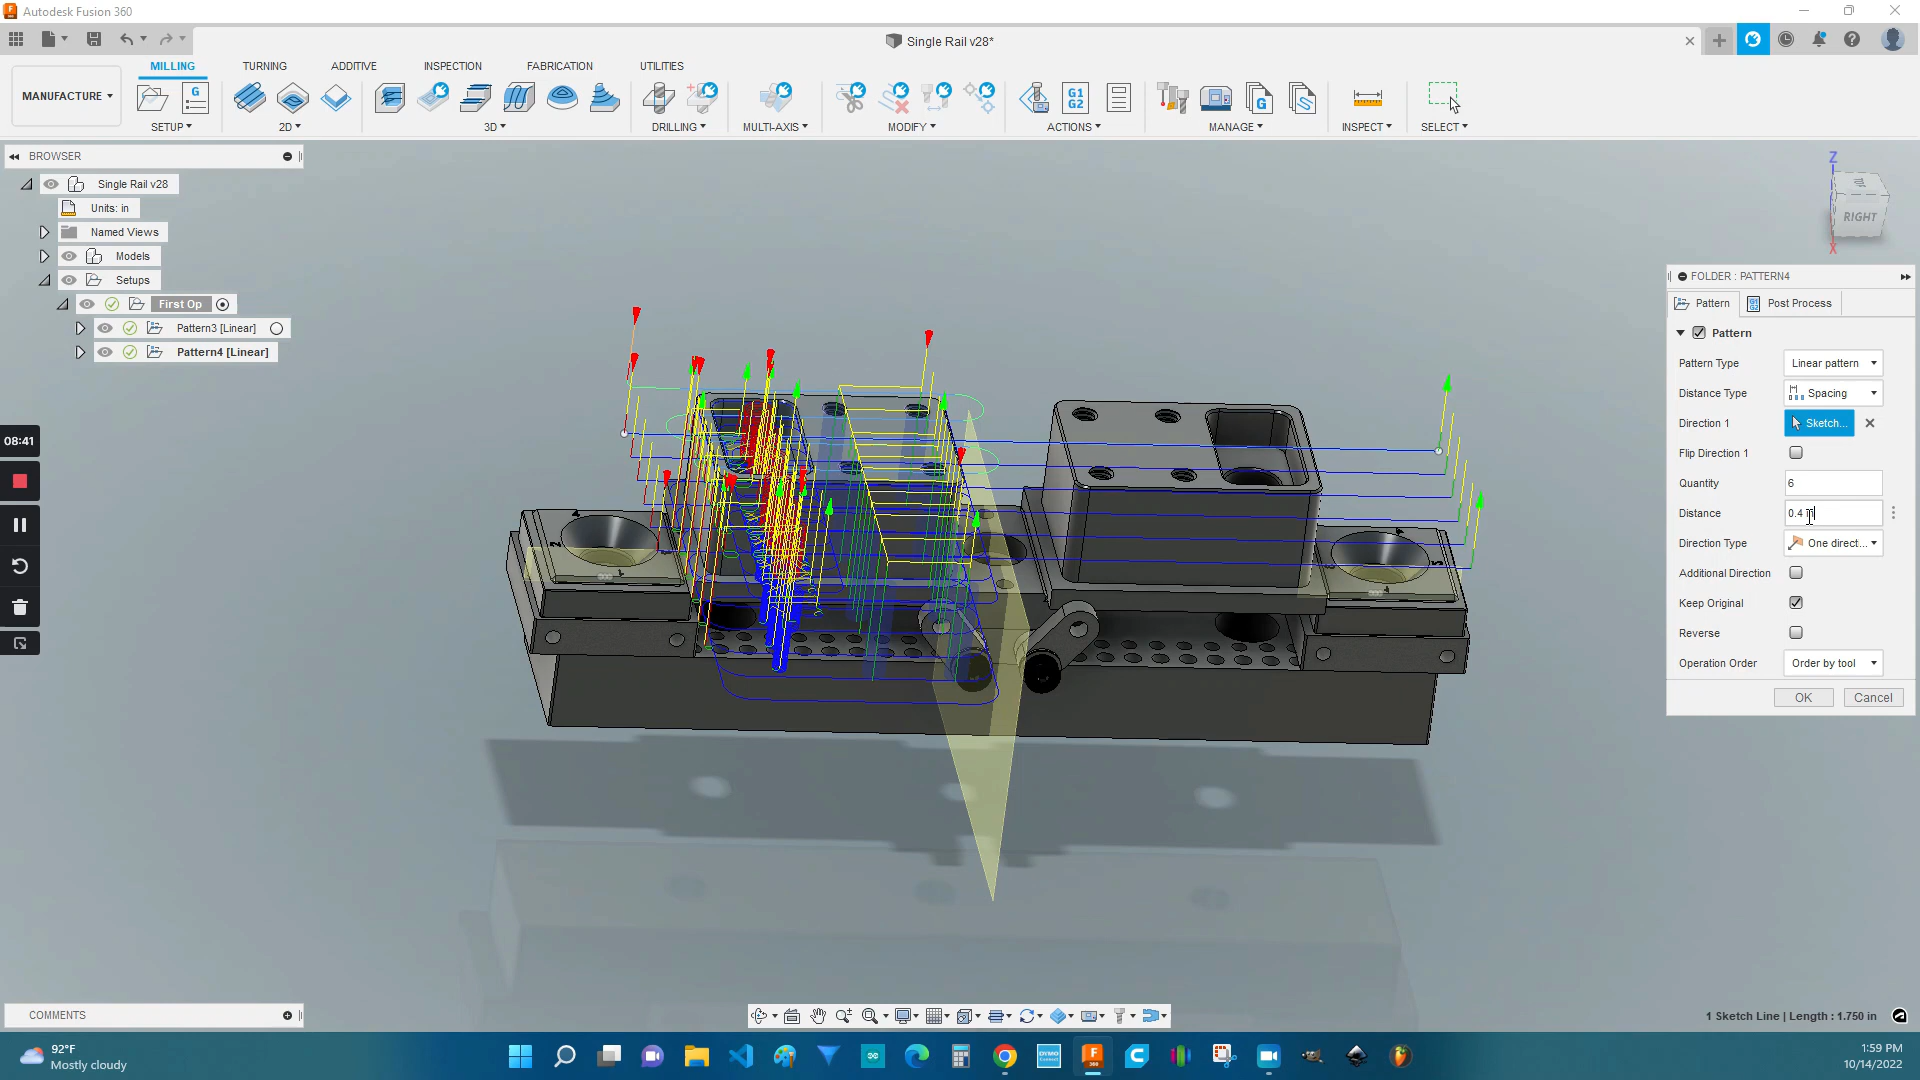 Autodesk Fusion 360
Single Rail v28*
MANUFACTURE
MILLING
TURNING
ADDITIVE
INSPECTION
FABRICATION
UTILITIES
G
G1
G2
G
S
SETUP
2D
3D
DRILLING
MULTI-AXIS
MODIFY
ACTIONS
MANAGE
INSPECT
SELECT
BROWSER
Single Rail v28
Units: in
Named Views
Models
Setups
First Op
Pattern3 [Linear]
Pattern4 [Linear]
Z
RIGHT
X
08:41
FOLDER : PATTERN4
Pattern
G1
G2
Post Process
Pattern
Pattern Type
Linear pattern
Distance Type
Spacing
Direction 1
Sketch...
Flip Direction 1
Quantity
6
Distance
0.4
Direction Type
One direct...
Additional Direction
Keep Original
Reverse
Operation Order
Order by tool
OK
Cancel
COMMENTS
1 Sketch Line | Length : 1.750 in
92°F
Mostly cloudy
1:59 PM
10/14/2022